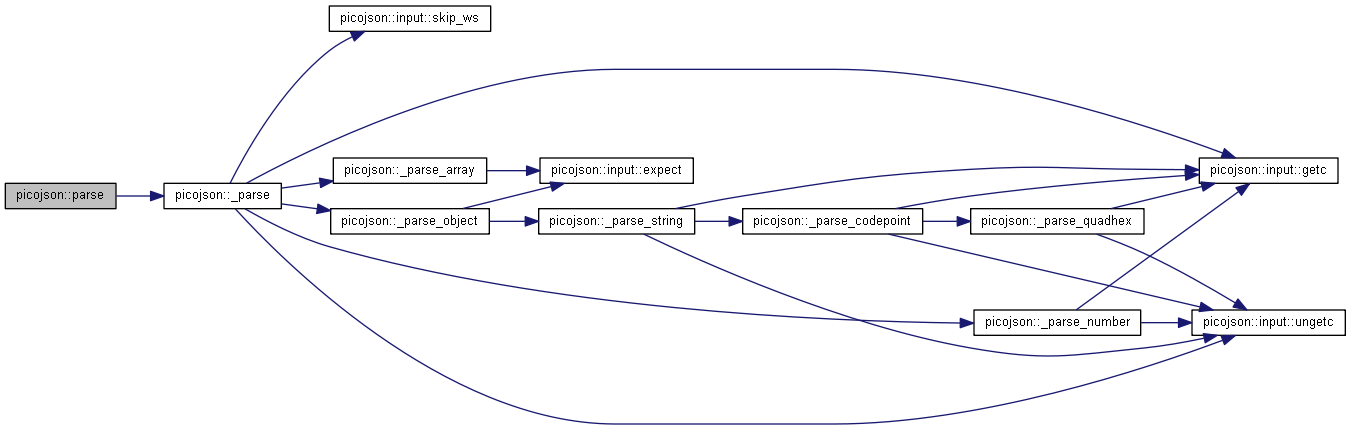 picojson::input::skip_ws
picojson::_parse_array
picojson::input::expect
picojson::input::getc
picojson::parse
picojson::_parse
picojson::_parse_object
picojson::_parse_string
picojson::_parse_codepoint
picojson::_parse_quadhex
picojson::_parse_number
picojson::input::ungetc